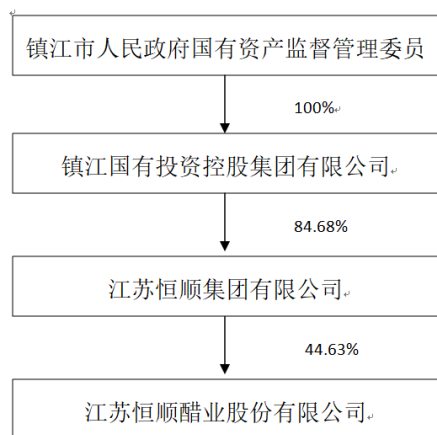 镇江市人民政府国有资产监督管理委员
100%
镇江国有投资控股集团有限公司
84.68%
江苏恒顺集团有限公司
44.63%
江苏恒顺醋业股份有限公司